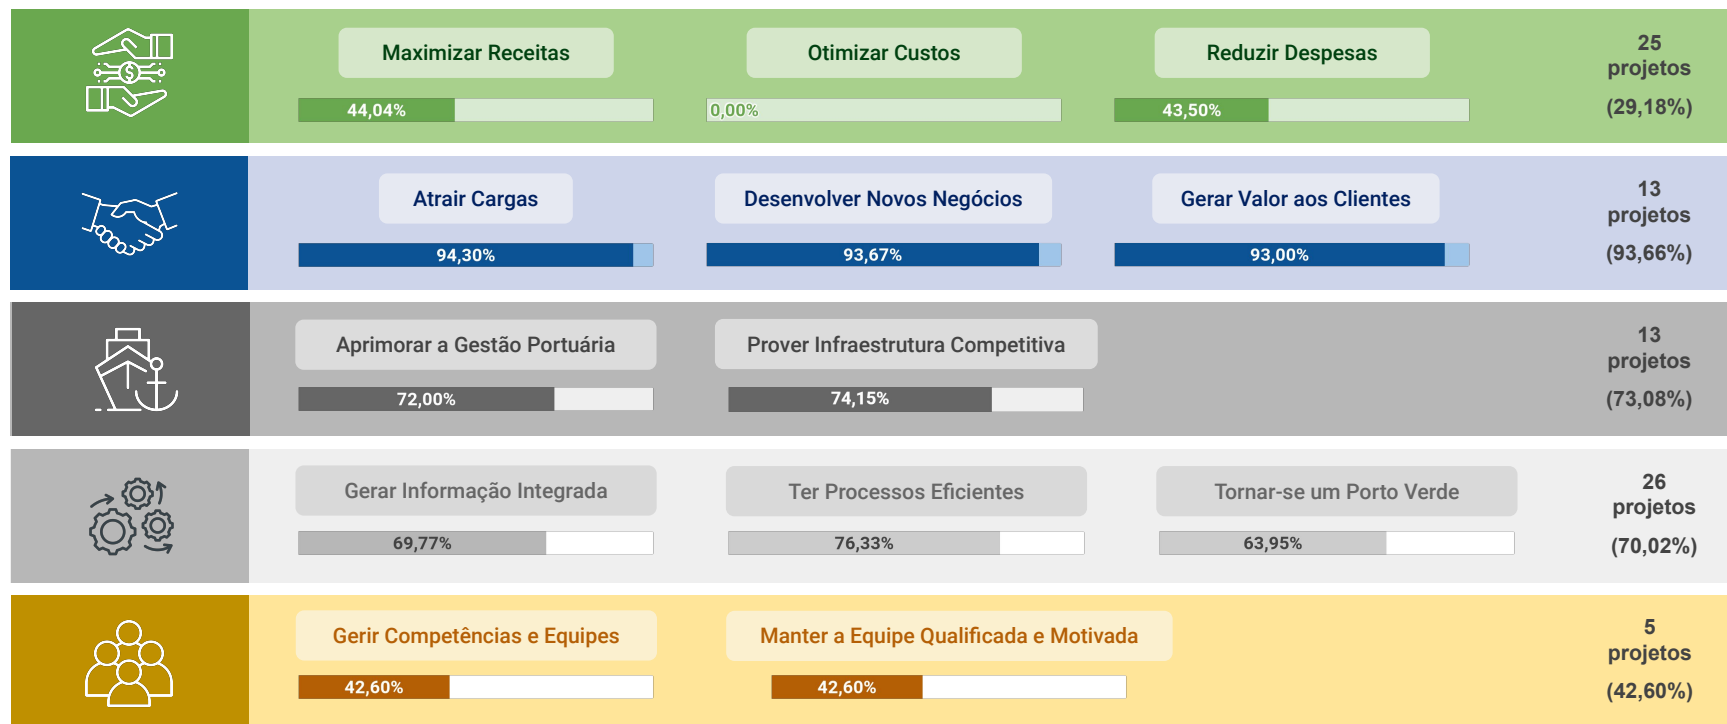 Maximizar Receitas
Otimizar Custos
Reduzir Despesas
25
projetos
(29,18%)
44,04%
0,00%
43,50%
Atrair Cargas
Desenvolver Novos Negócios
Gerar Valor aos Clientes
13
projetos
(93,66%)
94,30%
93,67%
93,00%
Aprimorar a Gestão Portuária
Prover Infraestrutura Competitiva
13
projetos
(73,08%)
72,00%
74,15%
Gerar Informação Integrada
Ter Processos Eficientes
Tornar-se um Porto Verde
26
projetos
(70,02%)
69,77%
76,33%
63,95%
Gerir Competências e Equipes
Manter a Equipe Qualificada e Motivada
5
projetos
(42,60%)
42,60%
42,60%